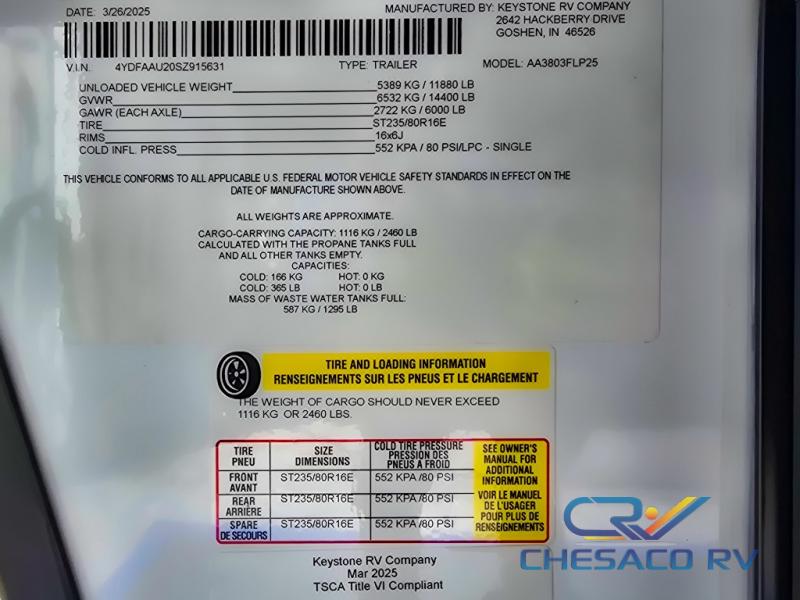 DATE: 3/26/2025
MANUFACTURED BY: KEYSTONE RV COMPANY
2642 HACKBERRY DRIVE
GOSHEN, IN 46526
V.I.N. 4YDFAAU20SZ915631 TYPE: TRAILER MODEL: AA3803FLP25
UNLOADED VEHICLE WEIGHT 5389 KG / 11880 LB
GVWR 6532 KG / 14400 LB
GAWR (EACH AXLE) 2722 KG / 6000 LB
TIRE ST235/80R16E
RIMS 16x6J
COLD INFL. PRESS 552 KPA / 80 PSI/LPC - SINGLE
THIS VEHICLE CONFORMS TO ALL APPLICABLE U.S. FEDERAL MOTOR VEHICLE SAFETY STANDARDS IN EFFECT ON THE
DATE OF MANUFACTURE SHOWN ABOVE.
ALL WEIGHTS ARE APPROXIMATE.
CARGO-CARRYING CAPACITY: 1116 KG / 2460 LB
CALCULATED WITH THE PROPANE TANKS FULL
AND ALL OTHER TANKS EMPTY.
CAPACITIES:
COLD: 166 KG HOT: 0 KG
COLD: 365 LB HOT: 0 LB
MASS OF WASTE WATER TANKS FULL:
587 KG / 1295 LB
TIRE AND LOADING INFORMATION
RENSEIGNEMENTS SUR LES PNEUS ET LE CHARGEMENT
THE WEIGHT OF CARGO SHOULD NEVER EXCEED
1116 KG OR 2460 LBS.
TIRE
PNEU
SIZE
DIMENSIONS
COLD TIRE PRESSURE
PRESSION DES
PNEUS A FROID
FRONT
AVANT
ST235/80R16E
552 KPA /80 PSI
REAR
ARRIÈRE
ST235/80R16E
552 KPA /80 PSI
SPARE
DE SECOURS
ST235/80R16E
552 KPA /80 PSI
SEE OWNER'S
MANUAL FOR
ADDITIONAL
INFORMATION
VOIR LE MANUEL
DE L'USAGER
POUR PLUS DE
RENSEIGNEMENTS
Keystone RV Company
Mar 2025
TSCA Title VI Compliant
CRV
CHESACO RV